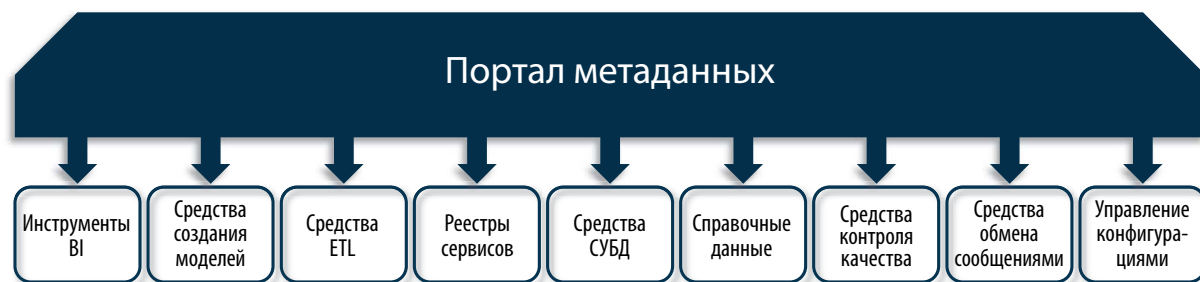 Портал метаданных
Инструменты
BI
Средства
создания
моделей
Средства
ETL
Реестры
сервисов
Средства
СУБД
Справочные
данные
Средства
контроля
качества
Средства
обмена
сообщениями
Управление
конфигура-
циями